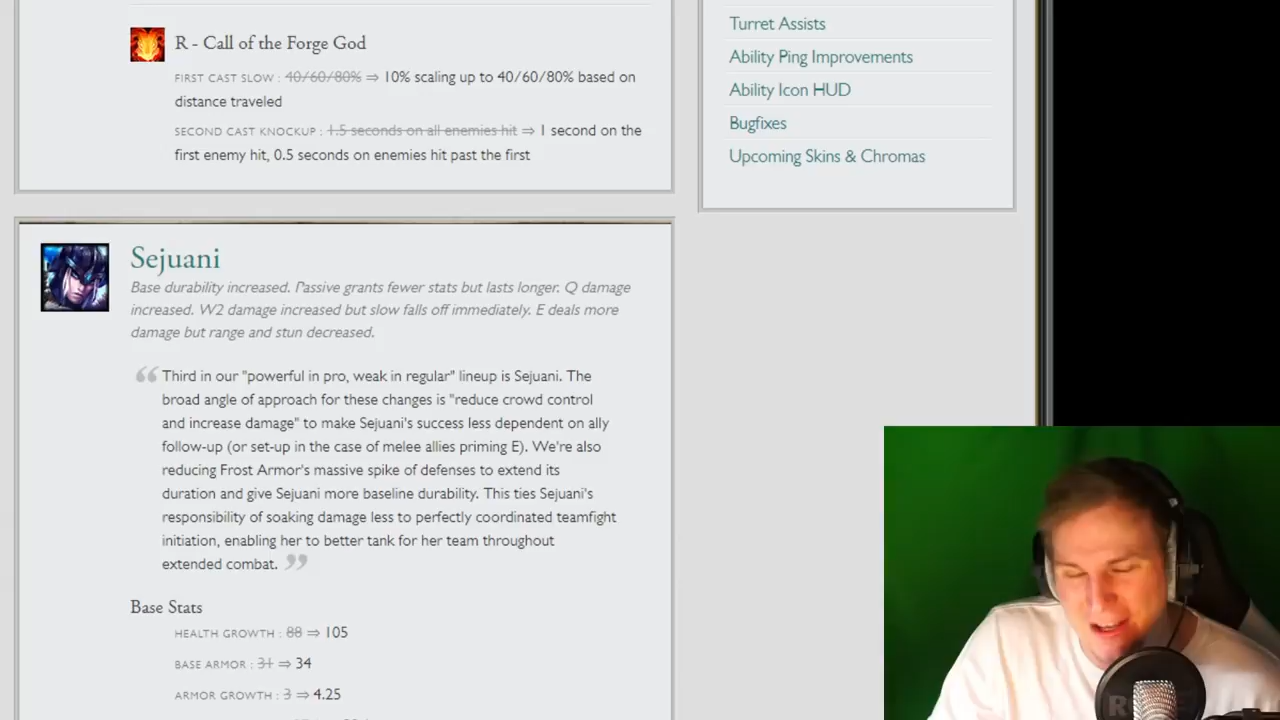 R - Call of the Forge God
FIRST CAST SLOW : 40/60/80% ⇒ 10% scaling up to 40/60/80% based on
distance traveled
SECOND CAST KNOCKUP : 1.5 seconds on all enemies hit ⇒ 1 second on the
first enemy hit, 0.5 seconds on enemies hit past the first
Turret Assists
Ability Ping Improvements
Ability Icon HUD
Bugfixes
Upcoming Skins & Chromas
Sejuani
Base durability increased. Passive grants fewer stats but lasts longer. Q damage
increased. W2 damage increased but slow falls off immediately. E deals more
damage but range and stun decreased.
“ Third in our "powerful in pro, weak in regular" lineup is Sejuani. The
broad angle of approach for these changes is "reduce crowd control
and increase damage" to make Sejuani's success less dependent on ally
follow-up (or set-up in the case of melee allies priming E). We're also
reducing Frost Armor's massive spike of defenses to extend its
duration and give Sejuani more baseline durability. This ties Sejuani's
responsibility of soaking damage less to perfectly coordinated teamfight
initiation, enabling her to better tank for her team throughout
extended combat. ”
Base Stats
HEALTH GROWTH : 88 ⇒ 105
BASE ARMOR : 31 ⇒ 34
ARMOR GROWTH : 3 ⇒ 4.25